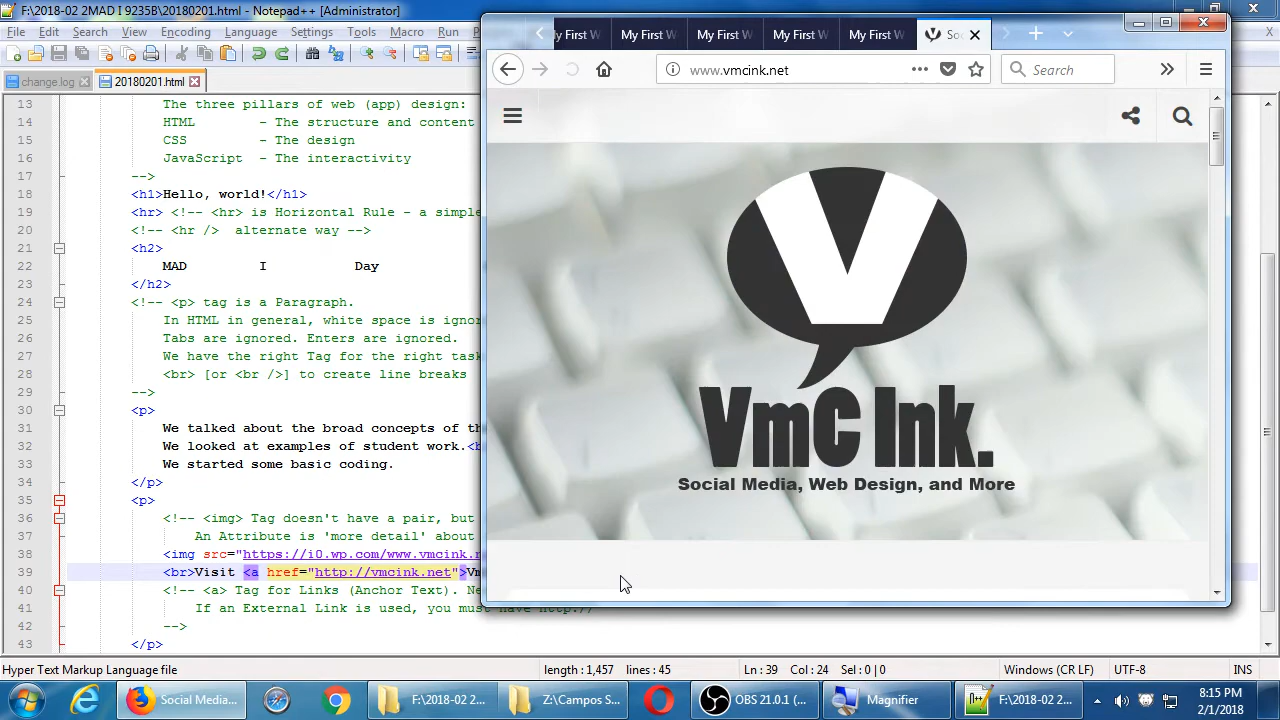 F:\2018-02 2MAD I 9235B\20180201.html - Notepad++ [Administrator]
File Edit Search View Encoding Language Settings Tools Macro Run
change.log 20180201.html
13 The three pillars of web (app) design:
14 HTML - The structure and content
15 CSS - The design
16 JavaScript - The interactivity
17 -->
18 <h1>Hello, world!</h1>
19 <hr> <!-- <hr> is Horizontal Rule - a simple
20 <!-- <hr /> alternate way -->
21 <h2>
22 MAD I Day
23 </h2>
24 <!-- <p> tag is a Paragraph.
25 In HTML in general, white space is ignor
26 Tabs are ignored. Enters are ignored.
27 We have the right Tag for the right task
28 <br> [or <br />] to create line breaks
29 -->
30 <p>
31 We talked about the broad concepts of th
32 We looked at examples of student work.<b
33 We started some basic coding.
34 </p>
35 <p>
36 <!-- <img> Tag doesn't have a pair, but
37 An Attribute is 'more detail' about
38 <img src="https://i0.wp.com/www.vmcink.n
39 <br>Visit <a href="http://vmcink.net">Vm
40 <!-- <a> Tag for Links (Anchor Text). Ne
41 If an External Link is used, you must have http://
42 -->
43 </p>
My First W My First W My First W My First W
www.vmcink.net
Search
V
VmC Ink.
Social Media, Web Design, and More
Hyper Text Markup Language file length : 1,457 lines : 45 Ln : 39 Col : 24 Sel : 0 | 0 Windows (CR LF) UTF-8 INS
Social Media... F:\2018-02 2... Z:\Campos S... OBS 21.0.1 (... Magnifier F:\2018-02 2...
8:15 PM
2/1/2018